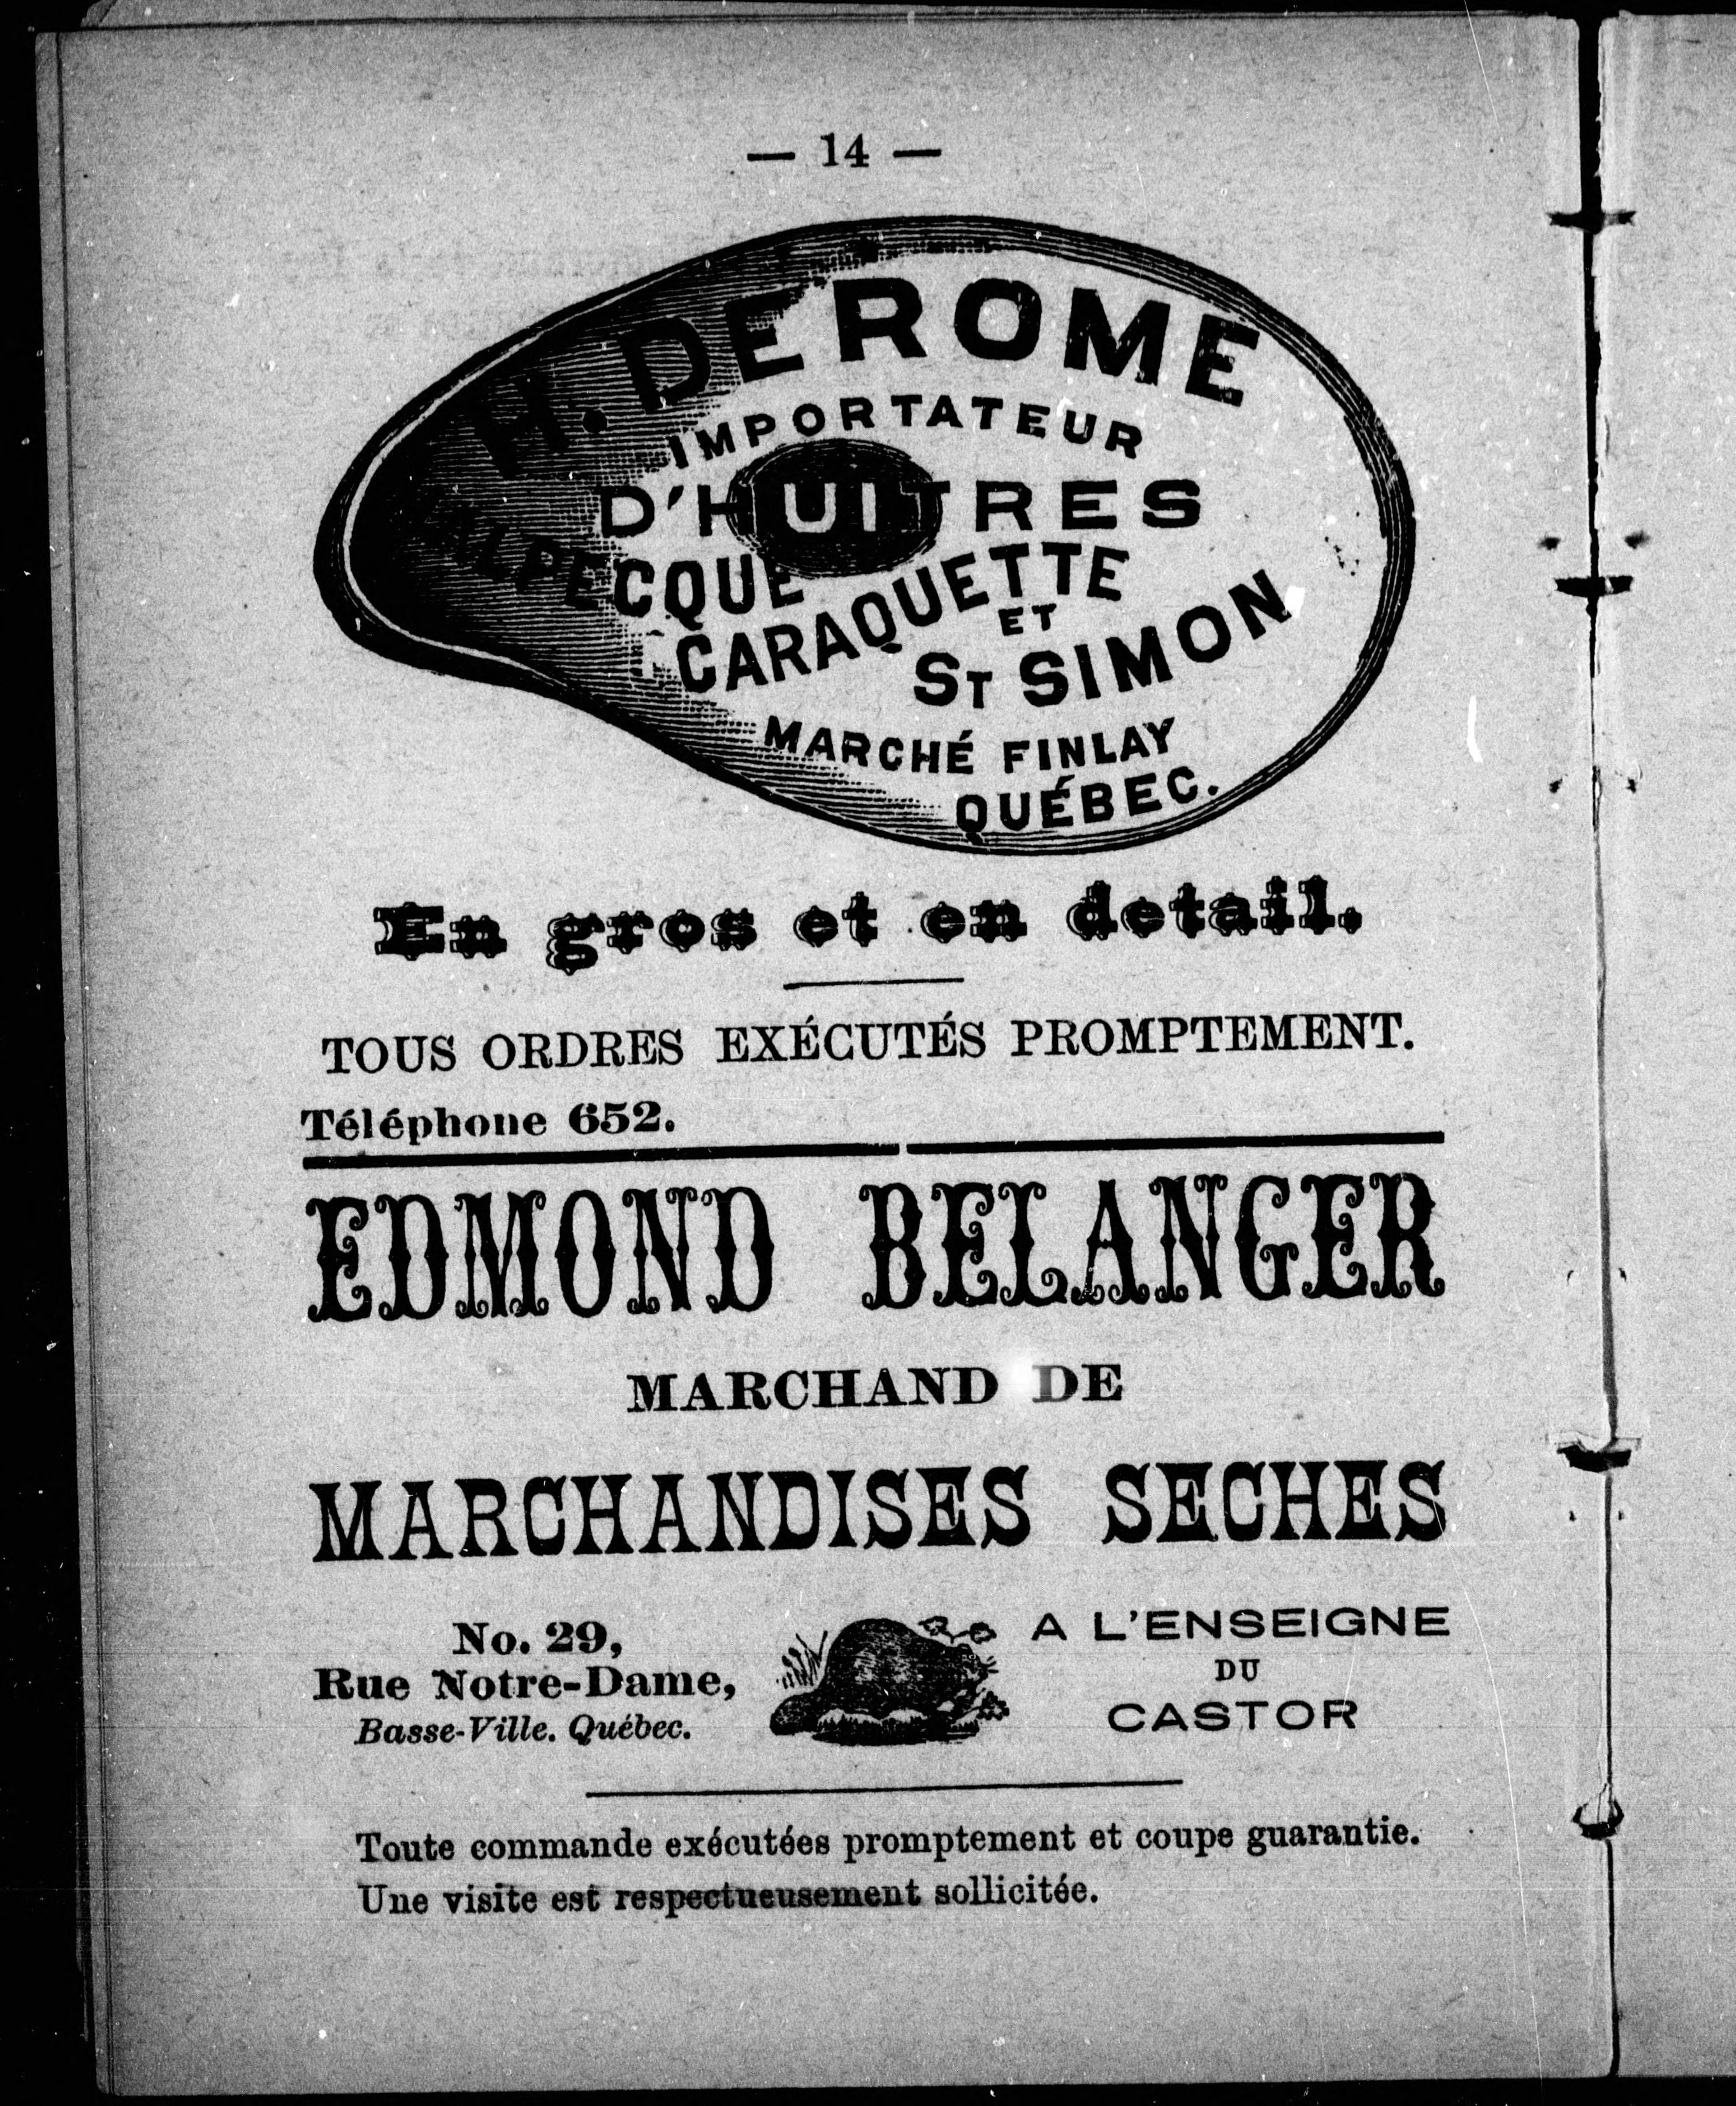 — 14 —
H. DEROME
IMPORTATEUR
D'HUITRES
MALPECQUE
CARAQUETTE
ET
ST SIMON
MARCHÉ FINLAY
QUÉBEC.
En gros et en detail.
TOUS ORDRES EXÉCUTÉS PROMPTEMENT.
Téléphone 652.
EDMOND BELANGER
MARCHAND DE
MARCHANDISES SECHES
No. 29,
Rue Notre-Dame,
Basse-Ville. Québec.
A L'ENSEIGNE
DU
CASTOR
Toute commande exécutées promptement et coupe guarantie.
Une visite est respectueusement sollicitée.